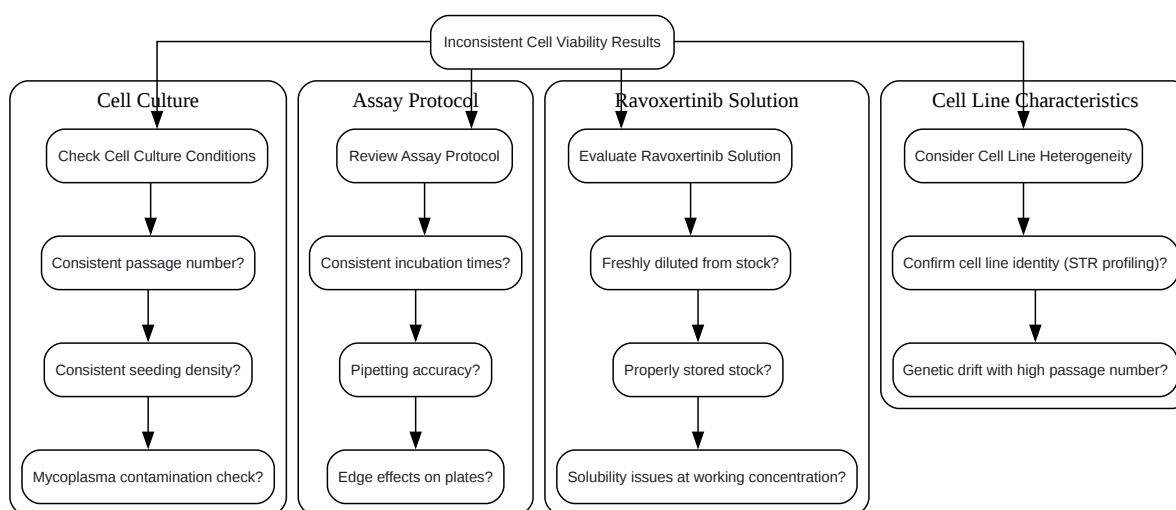 Inconsistent Cell Viability Results
Cell Culture
Check Cell Culture Conditions
Consistent passage number?
Consistent seeding density?
Mycoplasma contamination check?
Assay Protocol
Review Assay Protocol
Consistent incubation times?
Pipetting accuracy?
Edge effects on plates?
Ravoxertinib Solution
Evaluate Ravoxertinib Solution
Freshly diluted from stock?
Properly stored stock?
Solubility issues at working concentration?
Cell Line Characteristics
Consider Cell Line Heterogeneity
Confirm cell line identity (STR profiling)?
Genetic drift with high passage number?